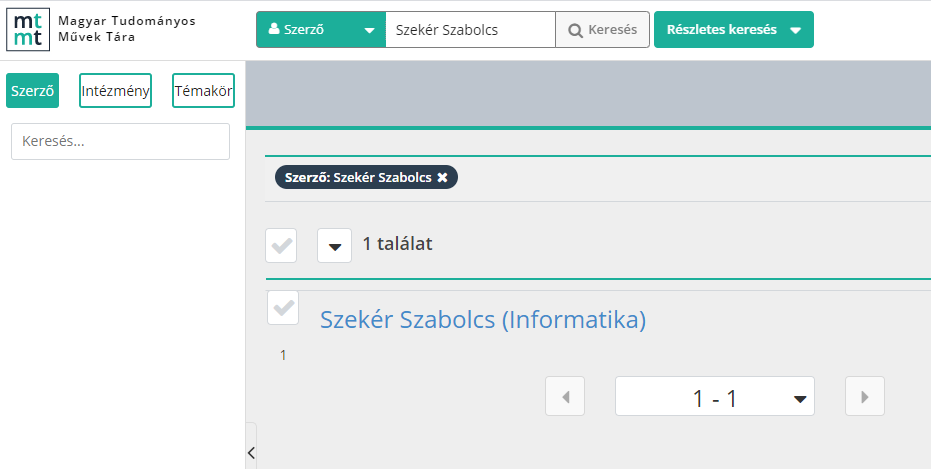 mt
mt
Magyar Tudományos
Művek Tára
Szerző
Szekér Szabolcs
Keresés
Részletes keresés
Szerző
Intézmény
Témakör
Keresés...
Szerző: Szekér Szabolcs
1 találat
Szekér Szabolcs (Informatika)
1
1 - 1